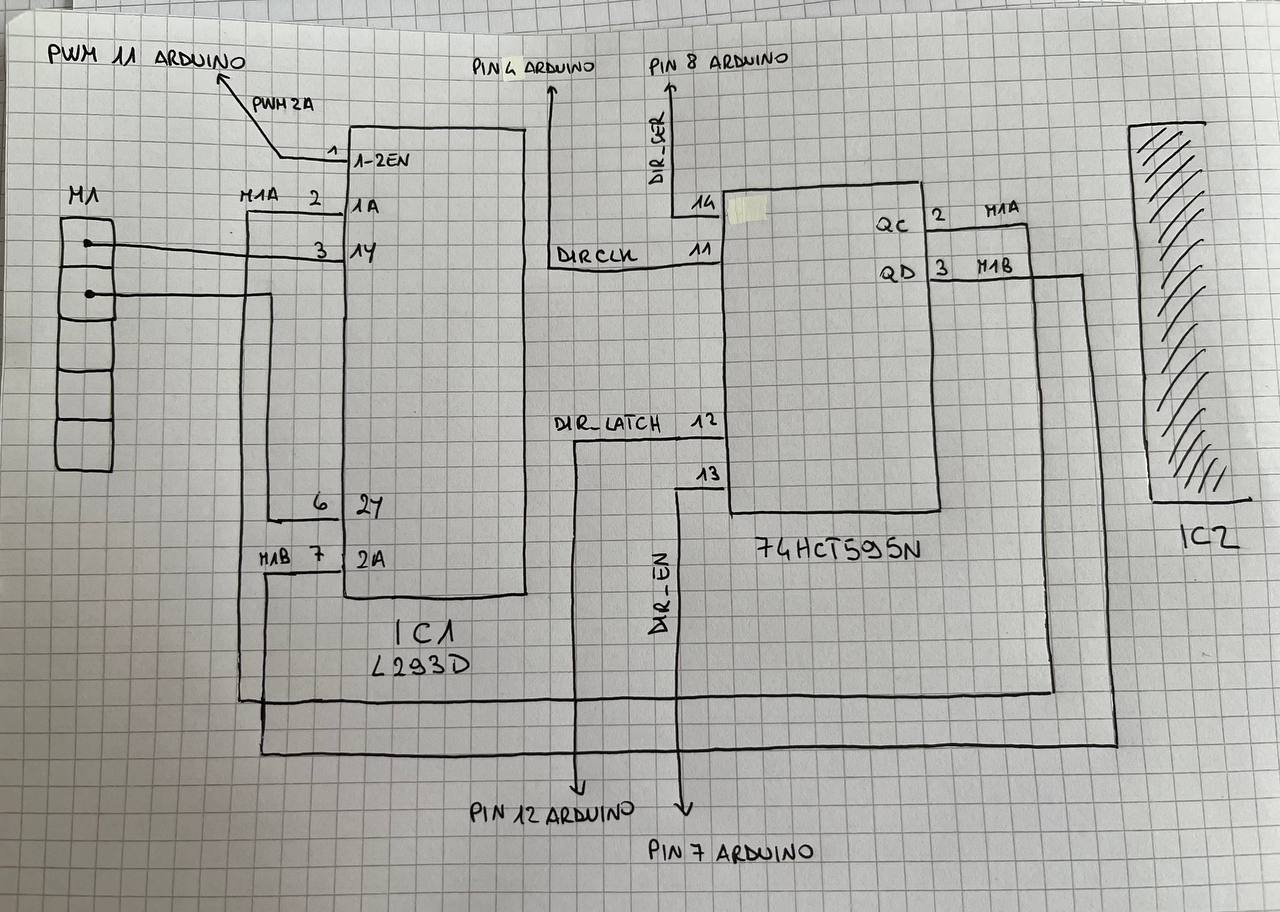 PWM 11 ARDUINO
PIN 4 ARDUINO
PIN 8 ARDUINO
PWM2A
DIR_SER
1
1-2EN
M1
M1A
2
1A
3
1Y
14
11
DIRCLK
QC
2
M1A
QD
3
M1B
DIR_LATCH
12
13
6
2Y
M1B
7
2A
DIR_EN
74HCT595N
IC2
IC1
L293D
PIN 12 ARDUINO
PIN 7 ARDUINO